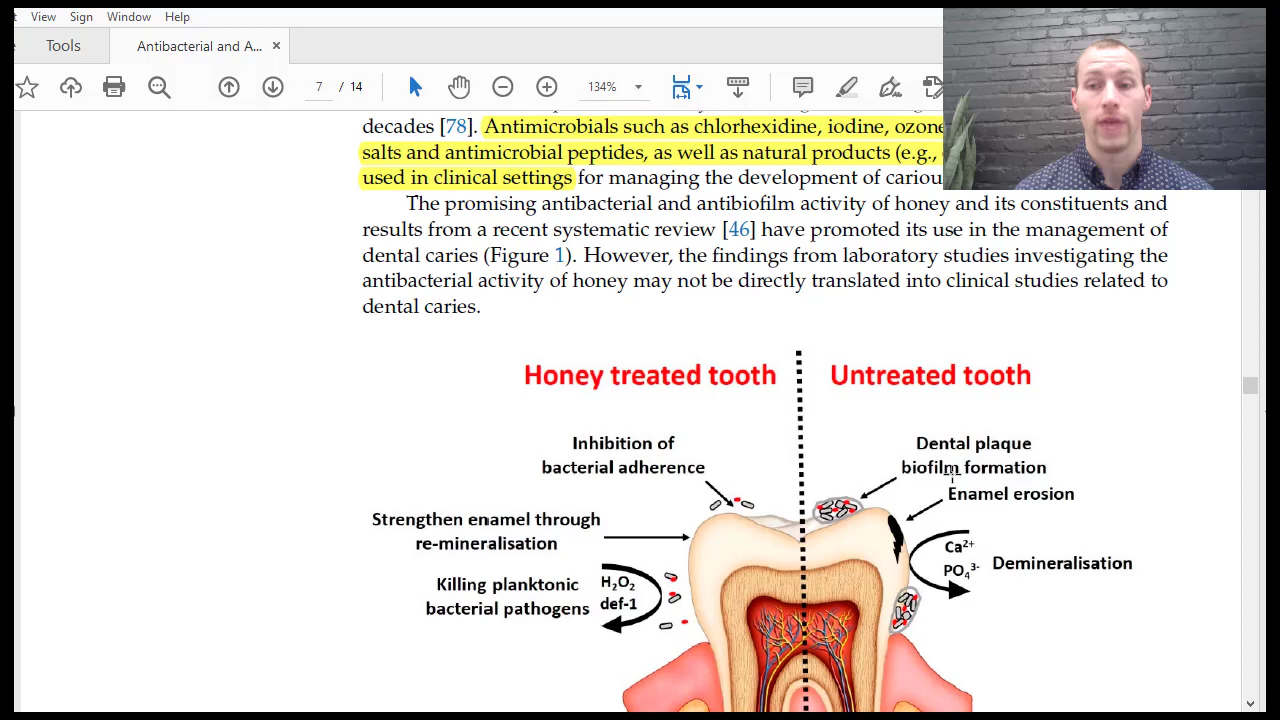 View Sign Window Help
Tools
Antibacterial and A... ×
7 / 14
134%
decades [78]. Antimicrobials such as chlorhexidine, iodine,
salts and antimicrobial peptides, as well as natural products (e.g.,
used in clinical settings for managing the development of
The promising antibacterial and antibiofilm activity of honey and its constituents and
results from a recent systematic review [46] have promoted its use in the management of
dental caries (Figure 1). However, the findings from laboratory studies investigating the
antibacterial activity of honey may not be directly translated into clinical studies related to
dental caries.
Honey treated tooth
Untreated tooth
Inhibition of
bacterial adherence
Dental plaque
biofilm formation
Enamel erosion
Strengthen enamel through
re-mineralisation
Ca²⁺
PO₄³⁻
Demineralisation
Killing planktonic
bacterial pathogens
H₂O₂
def-1